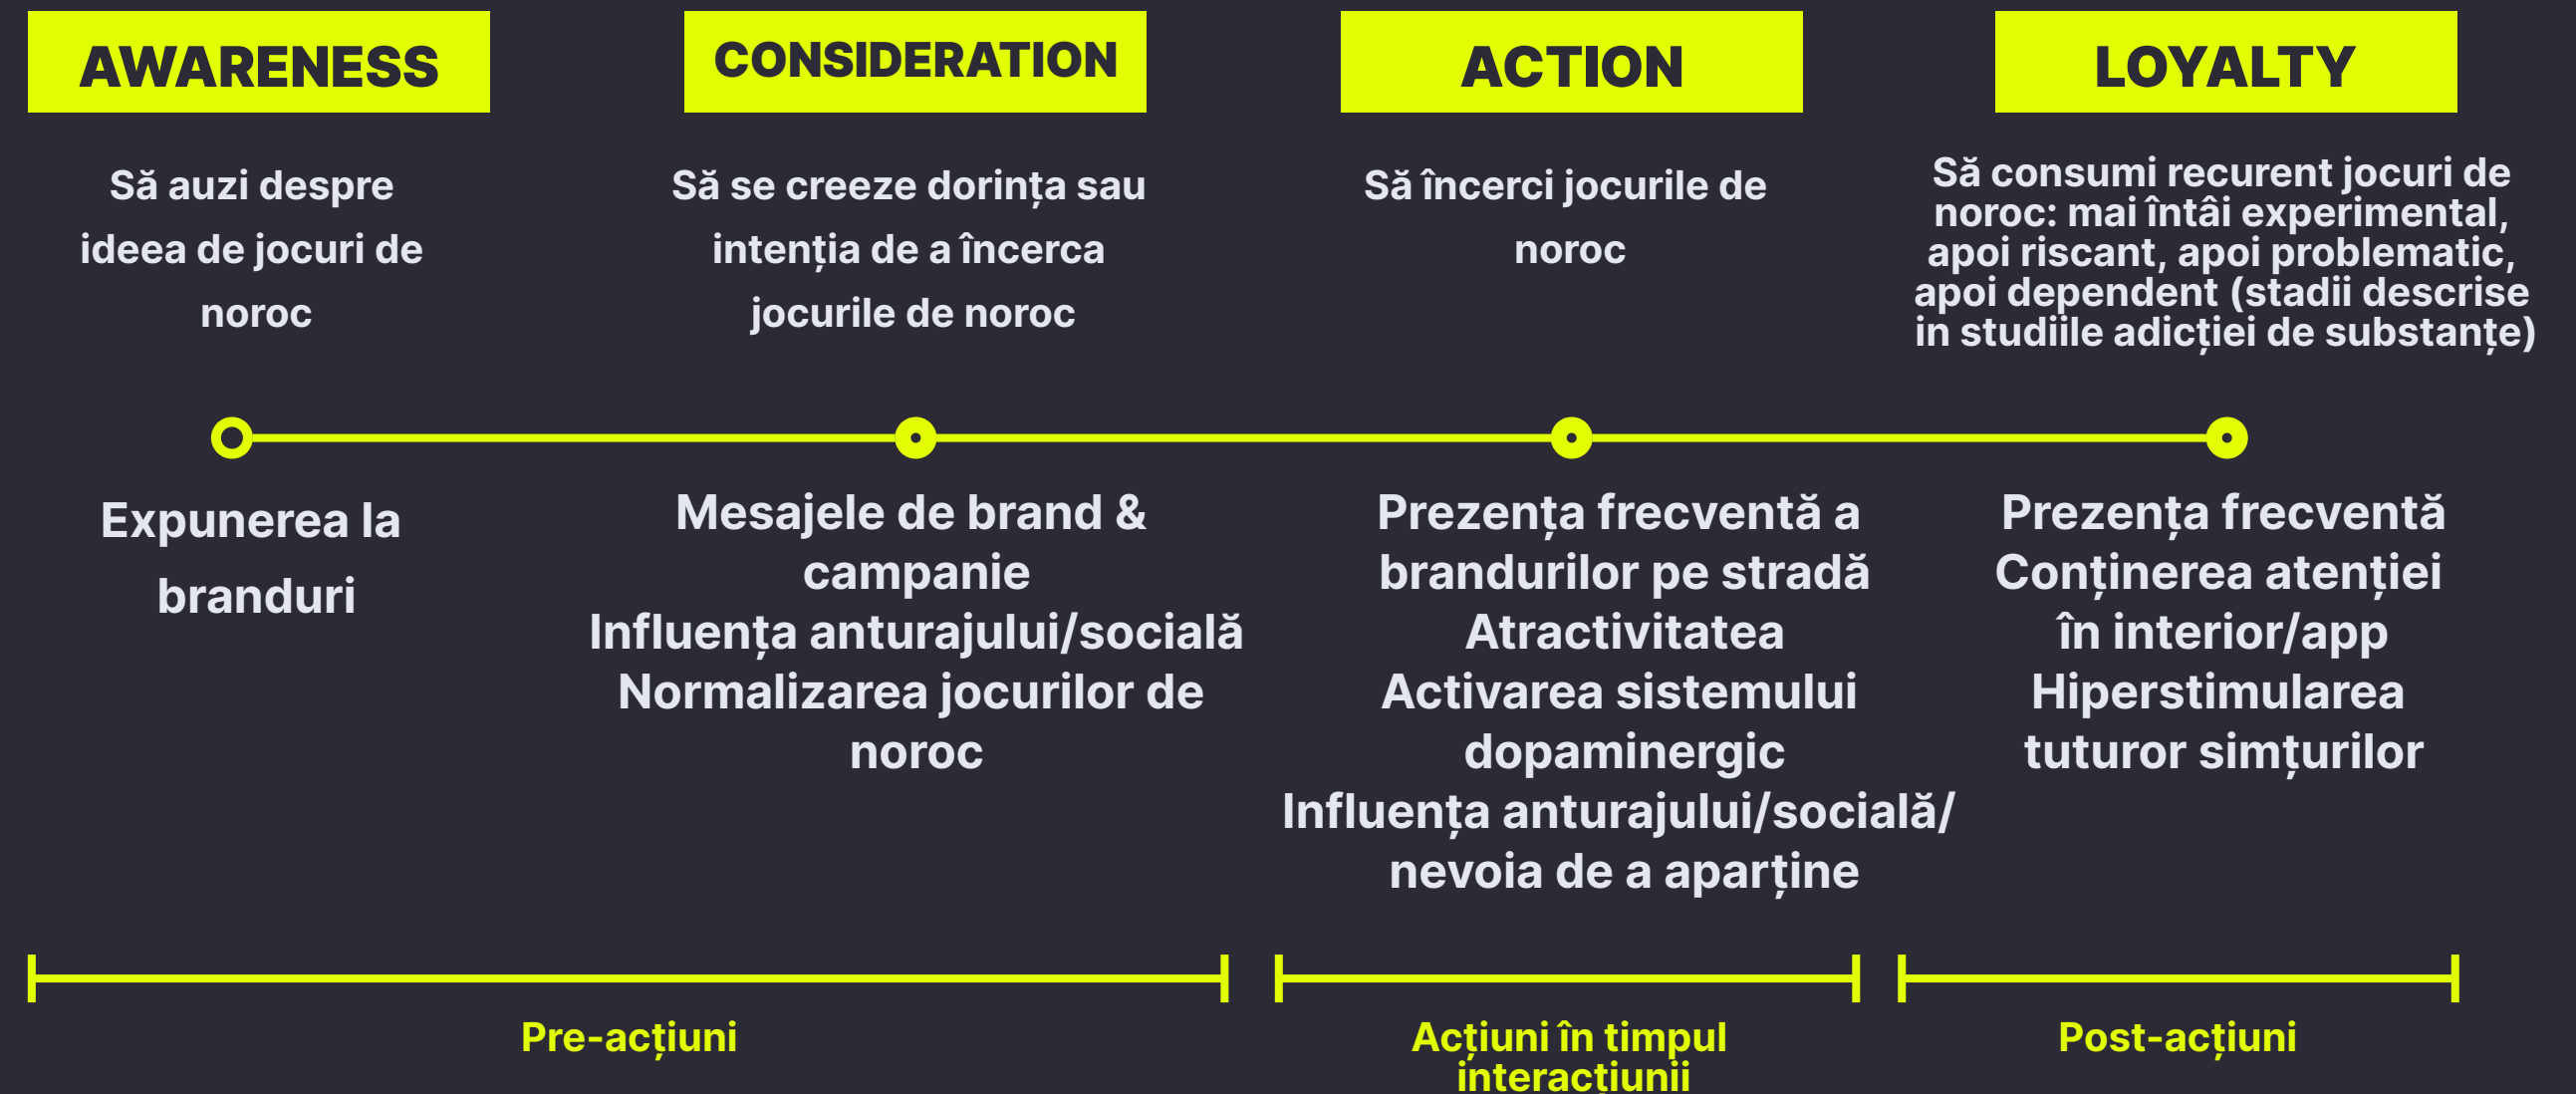 AWARENESS
CONSIDERATION
ACTION
LOYALTY
Să auzi despre
ideea de jocuri de
noroc
Să se creeze dorința sau
intenția de a încerca
jocurile de noroc
Să încerci jocurile de
noroc
Să consumi recurent jocuri de
noroc: mai întâi experimental,
apoi riscant, apoi problematic,
apoi dependent (stadii descrise
in studiile adicției de substanțe)
Expunerea la
branduri
Mesajele de brand &
campanie
Influența anturajului/socială
Normalizarea jocurilor de
noroc
Prezența frecventă a
brandurilor pe stradă
Atractivitatea
Activarea sistemului
dopaminergic
Influența anturajului/socială/
nevoia de a aparține
Prezența frecventă
Conținerea atenției
în interior/app
Hiperstimularea
tuturor simțurilor
Pre-acțiuni
Acțiuni în timpul
interacțiunii
Post-acțiuni